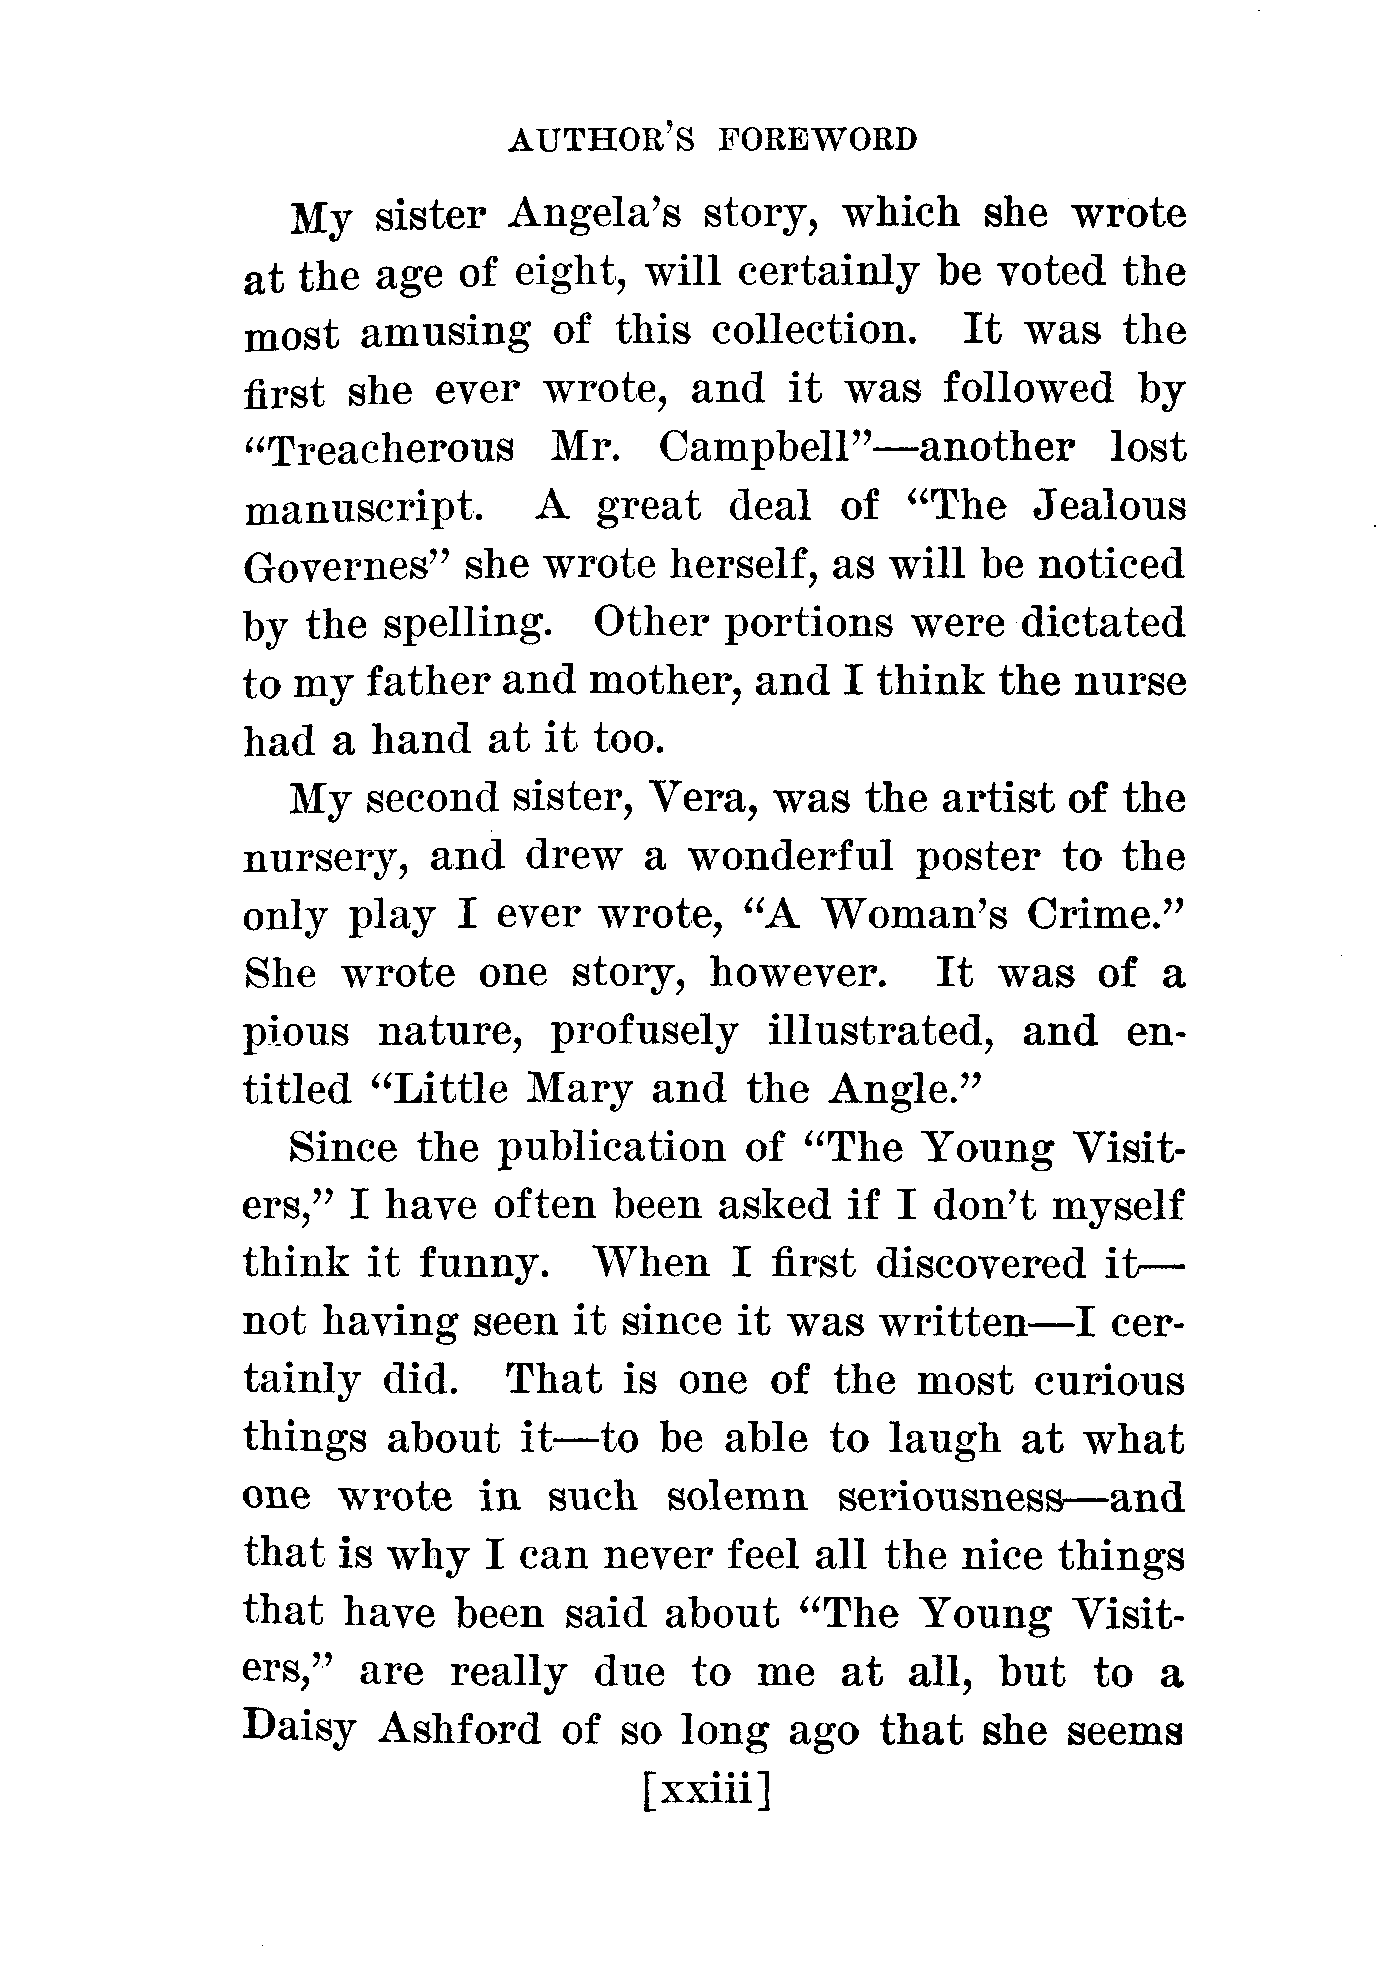 AUTHOR'S FOREWORD
My sister Angela's story, which she wrote
at the age of eight, will certainly be voted the
most amusing of this collection. It was the
first she ever wrote, and it was followed by
“Treacherous Mr. Campbell”—another lost
manuscript. A great deal of “The Jealous
Governes” she wrote herself, as will be noticed
by the spelling. Other portions were dictated
to my father and mother, and I think the nurse
had a hand at it too.
My second sister, Vera, was the artist of the
nursery, and drew a wonderful poster to the
only play I ever wrote, “A Woman's Crime.”
She wrote one story, however. It was of a
pious nature, profusely illustrated, and en-
titled “Little Mary and the Angle.”
Since the publication of “The Young Visit-
ers,” I have often been asked if I don't myself
think it funny. When I first discovered it—
not having seen it since it was written—I cer-
tainly did. That is one of the most curious
things about it—to be able to laugh at what
one wrote in such solemn seriousness—and
that is why I can never feel all the nice things
that have been said about “The Young Visit-
ers,” are really due to me at all, but to a
Daisy Ashford of so long ago that she seems
[xxiii]